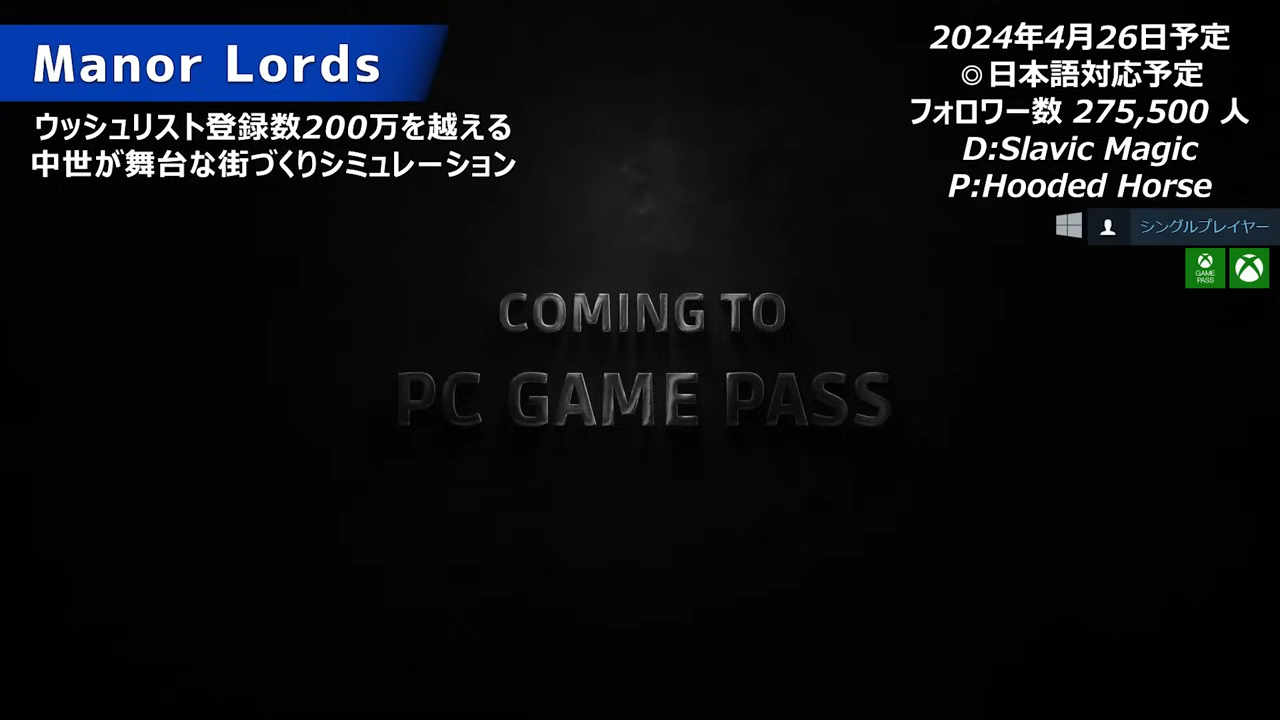 Manor Lords
ウッシュリスト登録数200万を越える
中世が舞台な街づくりシミュレーション
2024年4月26日予定
◎日本語対応予定
フォロワー数 275,500 人
D:Slavic Magic
P:Hooded Horse
シングルプレイヤー
GAME
PASS
COMING TO
PC GAME PASS